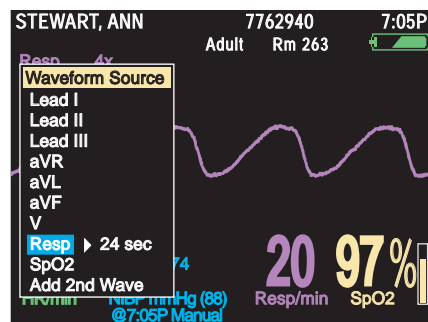 STEWART, ANN 7762940 7:05P
Adult Rm 263
Resp 4x
Waveform Source
Lead I
Lead II
Lead III
aVR
aVL
aVF
V
Resp 24 sec
SpO2
Add 2nd Wave
74
20 97%
HR/min NIBP mmHg (88) Resp/min SpO2
@7:05P Manual